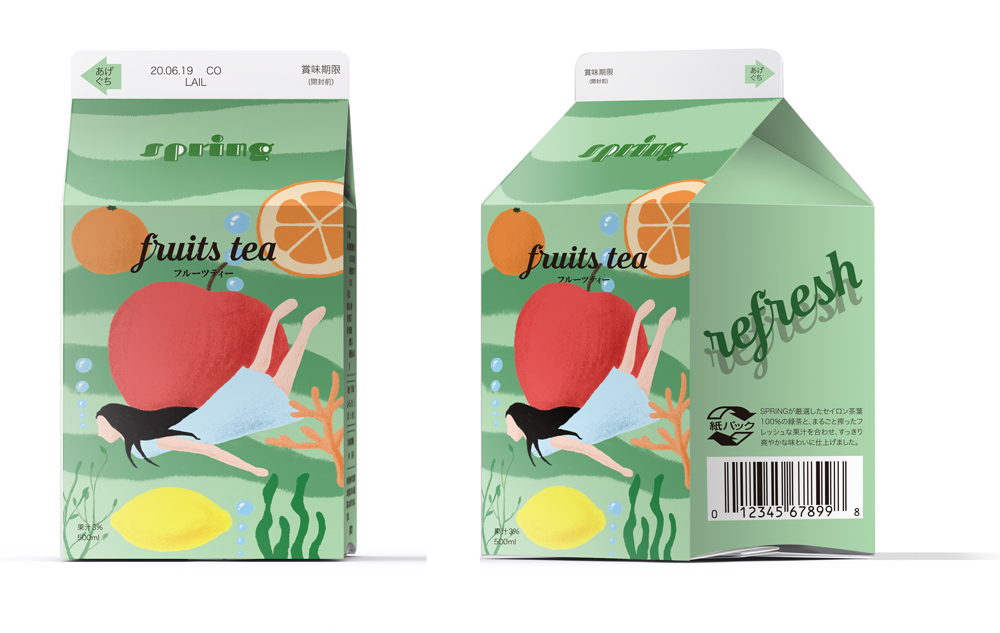 あげ
ぐち
20.06.19 CO
LAIL
賞味期限
(開封前)
spring
fruits tea
フルーツティー
果汁3%
500ml
賞味期限
(開封前)
あけ
ぐち
spring
fruits tea
フルーツティー
果汁3%
500ml
refresh
紙パック
SPRINGが厳選したセイロン茶葉
100%の緑茶と、まるごと搾ったフ
レッシュな果汁を合わせ、すっきり
爽やかな味わいに仕上げました。
0 12345 67899 8